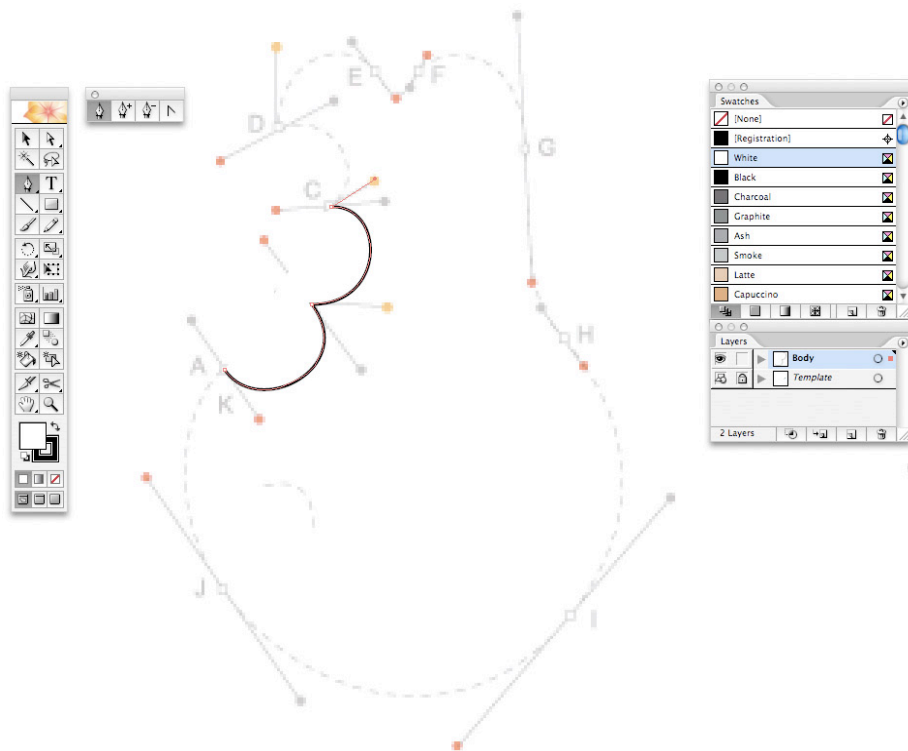 E
F
D
G
C
H
A
K
J
I
T
Swatches
[None]
[Registration]
White
Black
Charcoal
Graphite
Ash
Smoke
Latte
Capuccino
Layers
Body
Template
2 Layers